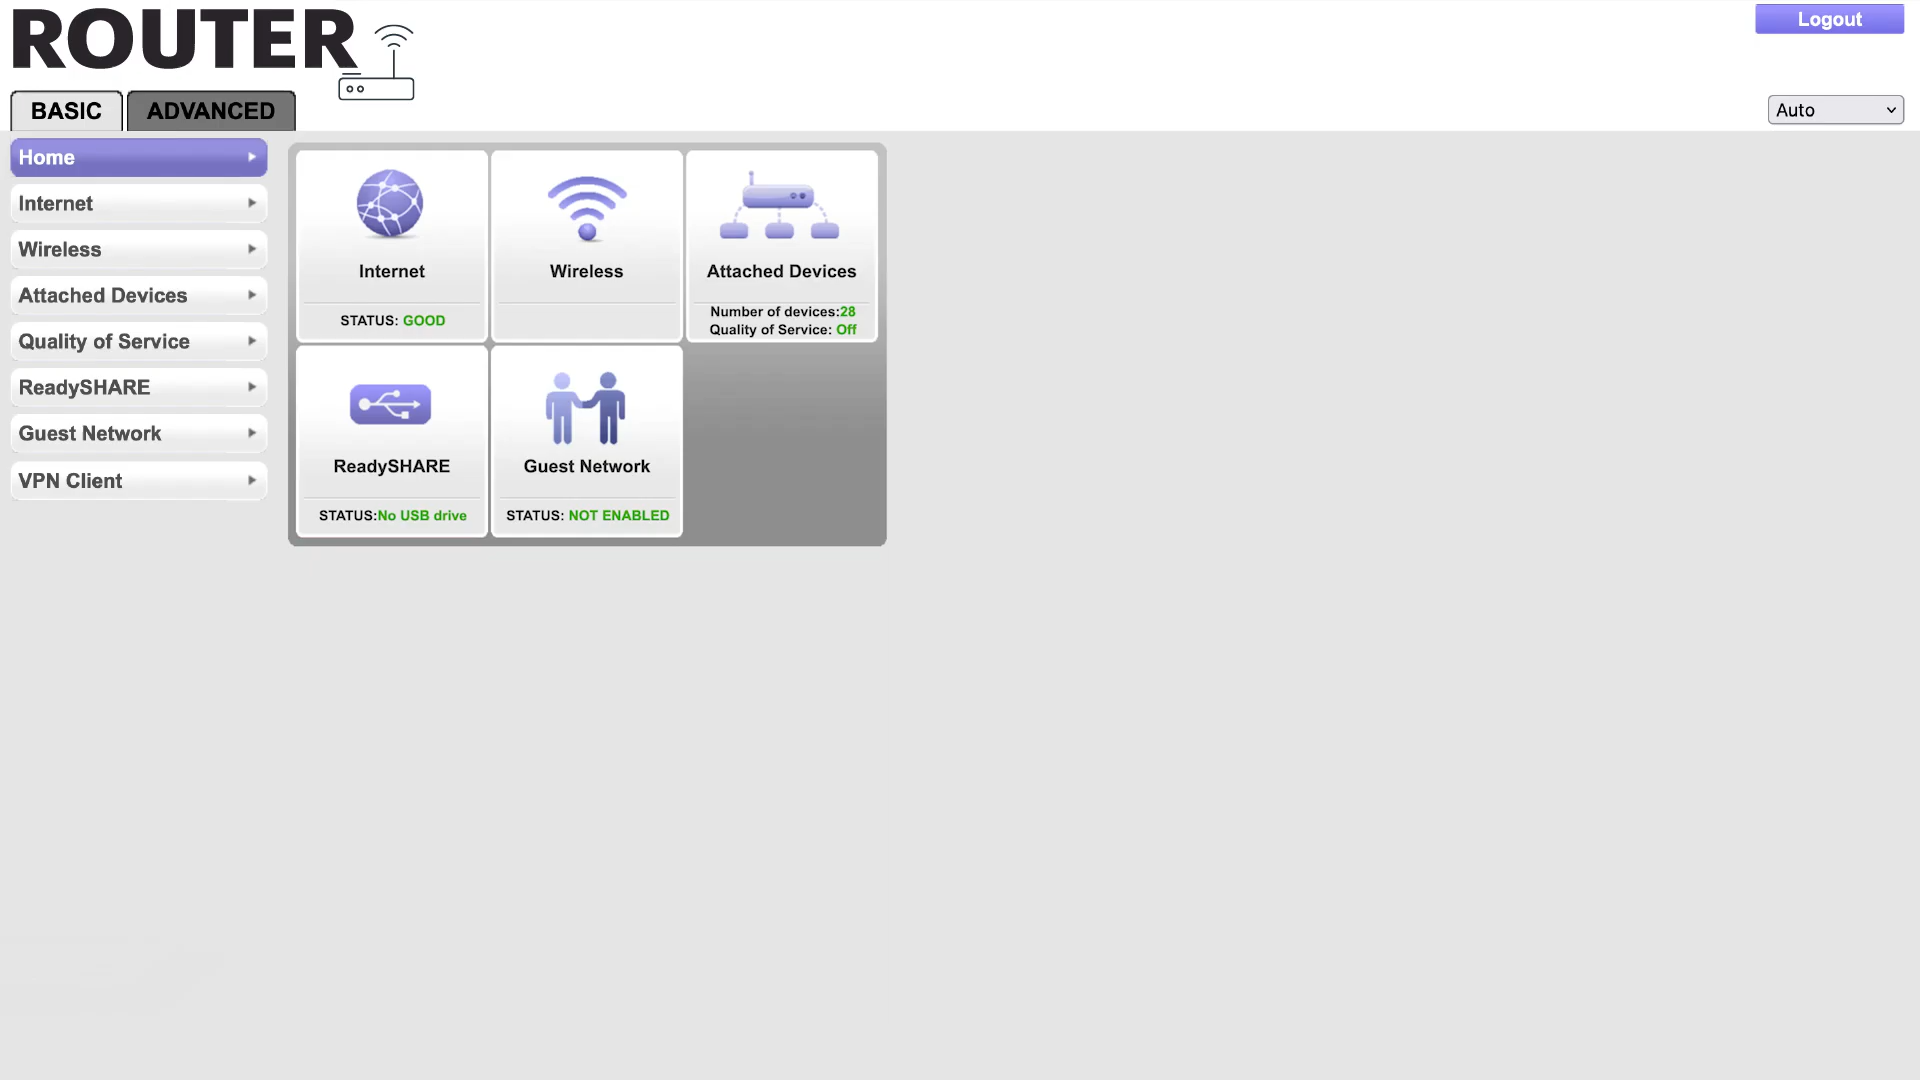 ROUTER
Logout
BASIC
ADVANCED
Auto
Home
Internet
Wireless
Attached Devices
Quality of Service
ReadySHARE
Guest Network
VPN Client
Internet
STATUS: GOOD
Wireless
Attached Devices
Number of devices:28
Quality of Service: Off
ReadySHARE
STATUS:No USB drive
Guest Network
STATUS: NOT ENABLED